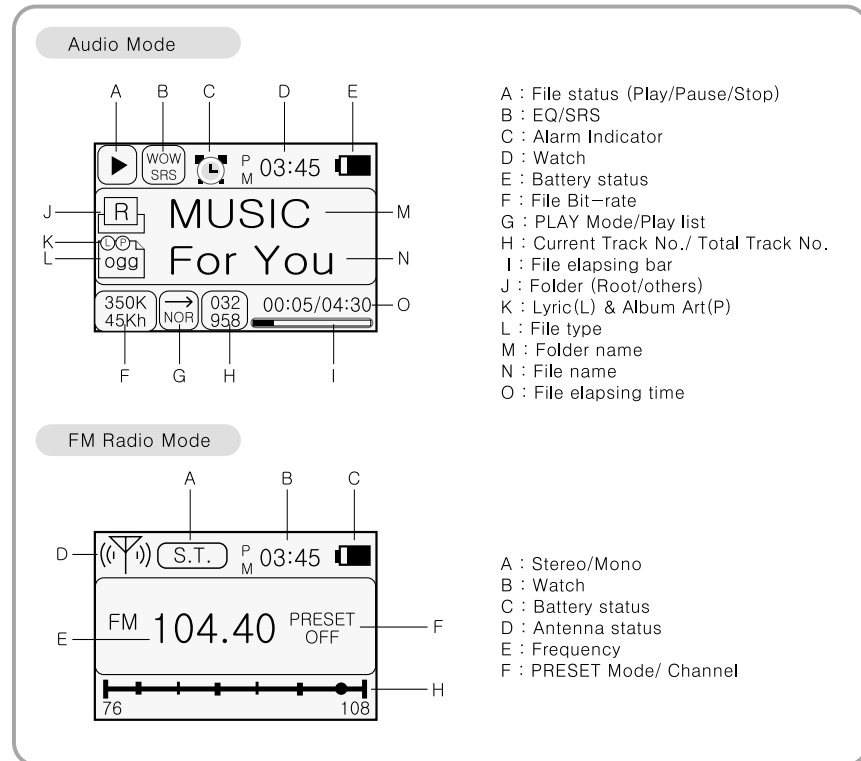 Audio Mode
A B C D E
WOW
SRS
P
M 03:45
J R MUSIC M
K L P
L ogg For You N
350K
45Kh
NOR
032
958
00:05/04:30 O
F G H I
A : File status (Play/Pause/Stop)
B : EQ/SRS
C : Alarm Indicator
D : Watch
E : Battery status
F : File Bit-rate
G : PLAY Mode/Play list
H : Current Track No./ Total Track No.
I : File elapsing bar
J : Folder (Root/others)
K : Lyric(L) & Album Art(P)
L : File type
M : Folder name
N : File name
O : File elapsing time
FM Radio Mode
A B C
D S.T. P
M 03:45
E FM 104.40 PRESET
OFF F
H
76 108
A : Stereo/Mono
B : Watch
C : Battery status
D : Antenna status
E : Frequency
F : PRESET Mode/ Channel